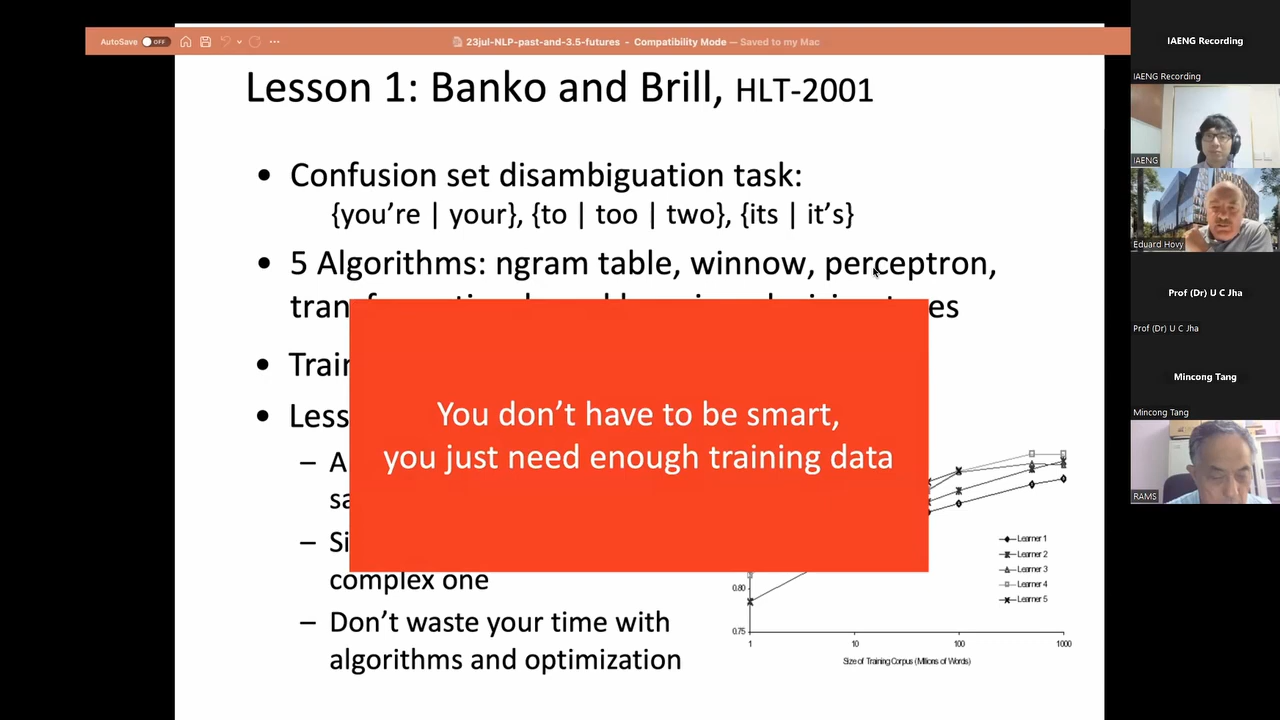 AutoSave OFF
23jul-NLP-past-and-3.5-futures - Compatibility Mode — Saved to my Mac
Lesson 1: Banko and Brill, HLT-2001
• Confusion set disambiguation task:
{you're | your}, {to | too | two}, {its | it's}
• 5 Algorithms: ngram table, winnow, perceptron,
You don't have to be smart,
you just need enough training data
complex one
– Don't waste your time with
algorithms and optimization
0.80
0.75
1
10
100
1000
Size of Training Corpus (Millions of Words)
Learner 1
Learner 2
Learner 3
Learner 4
Learner 5
IAENG Recording
IAENG Recording
IAENG
Eduard Hovy
Prof (Dr) U C Jha
Prof (Dr) U C Jha
Mincong Tang
Mincong Tang
RAMS